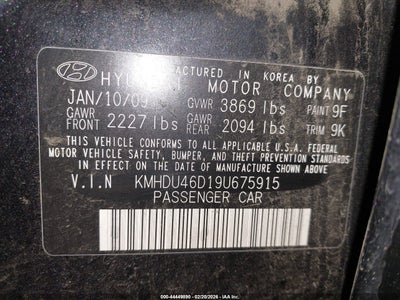 MANUFACTURED IN KOREA BY
HYUNDAI MOTOR COMPANY
JAN/10/09 GVWR 3869 lbs PAINT 9F
GAWR FRONT 2227 lbs GAWR REAR 2094 lbs TRIM 9K
THIS VEHICLE CONFORMS TO ALL APPLICABLE U.S.A. FEDERAL
MOTOR VEHICLE SAFETY, BUMPER, AND THEFT PREVENTION STANDARDS
IN EFFECT ON THE DATE OF MANUFACTURE SHOWN ABOVE.
V.I.N KMHDU46D19U675915
PASSENGER CAR
000-44449890 - 02/20/2026 - IAA Inc.